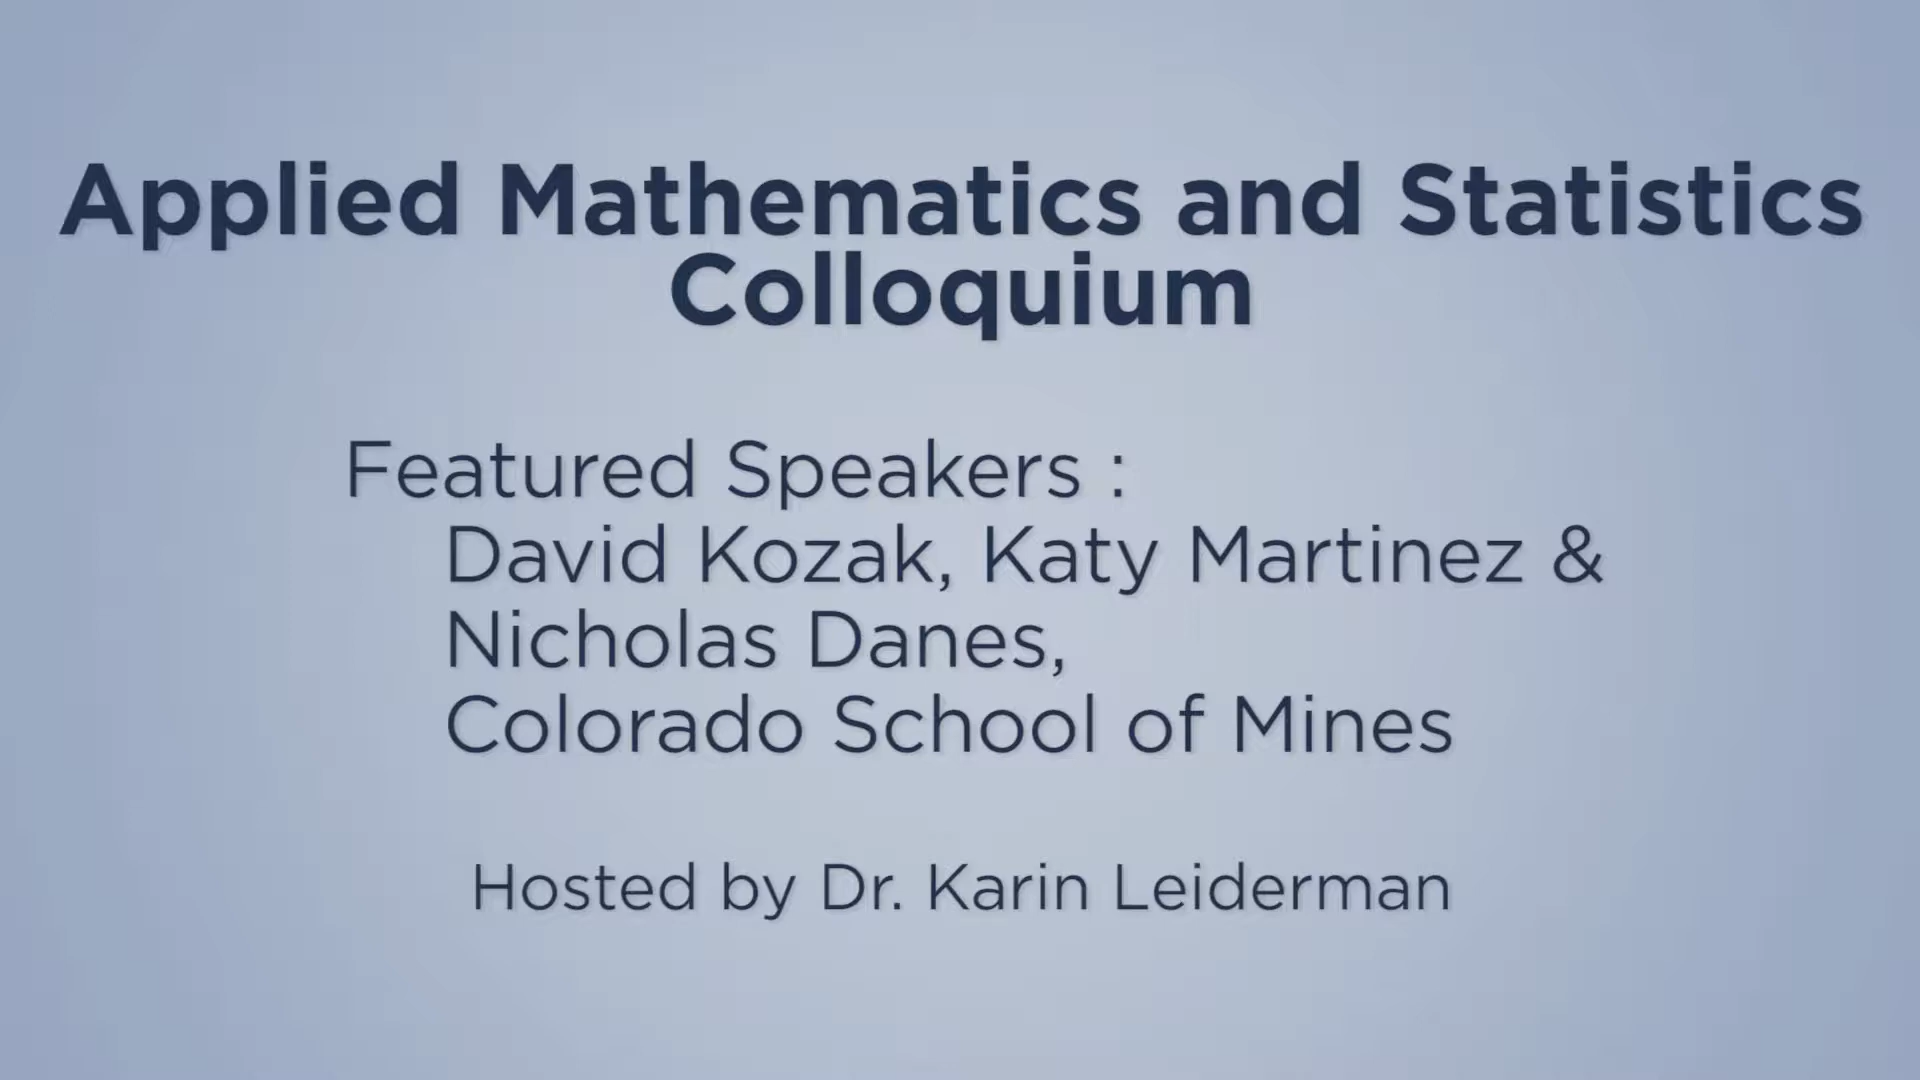 Applied Mathematics and Statistics
Colloquium
Featured Speakers :
David Kozak, Katy Martinez &
Nicholas Danes,
Colorado School of Mines
Hosted by Dr. Karin Leiderman